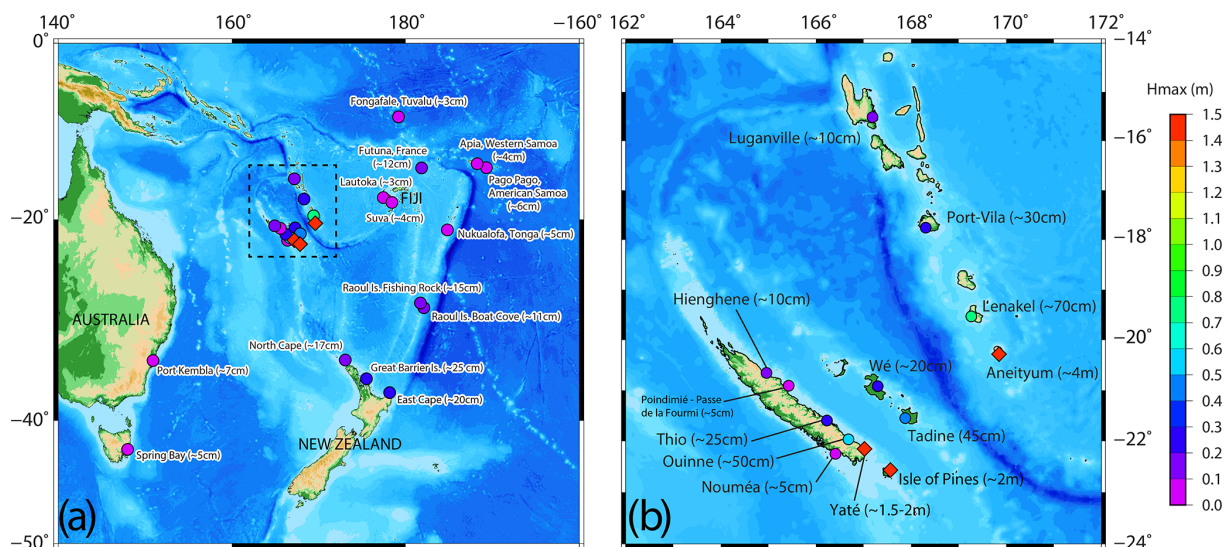 140°
160°
180°
−160°
0°
−20°
−40°
−50°
Fongafale, Tuvalu (~3cm)
Futuna, France
(~12cm)
Apia, Western Samoa
(~4cm)
Lautoka (~3cm)
FIJI
Pago Pago,
American Samoa
(~6cm)
Suva (~4cm)
Nukualofa, Tonga (~5cm)
Raoul Is. Fishing Rock (~15cm)
Raoul Is. Boat Cove (~11cm)
AUSTRALIA
North Cape (~17cm)
Port Kembla (~7cm)
Great Barrier Is. (~25cm)
East Cape (~20cm)
NEW ZEALAND
Spring Bay (~5cm)
(a)
162°
164°
166°
168°
170°
172°
−14°
−16°
−18°
−20°
−22°
−24°
Luganville (~10cm)
Port-Vila (~30cm)
Hienghene (~10cm)
Lenakel (~70cm)
Wé (~20cm)
Aneityum (~4m)
Poindimié - Passe
de la Fourmi (~5cm)
Thio (~25cm)
Tadine (45cm)
Ouinne (~50cm)
Nouméa (~5cm)
Isle of Pines (~2m)
Yaté (~1.5-2m)
(b)
Hmax (m)
1.5
1.4
1.3
1.2
1.1
1.0
0.9
0.8
0.7
0.6
0.5
0.4
0.3
0.2
0.1
0.0